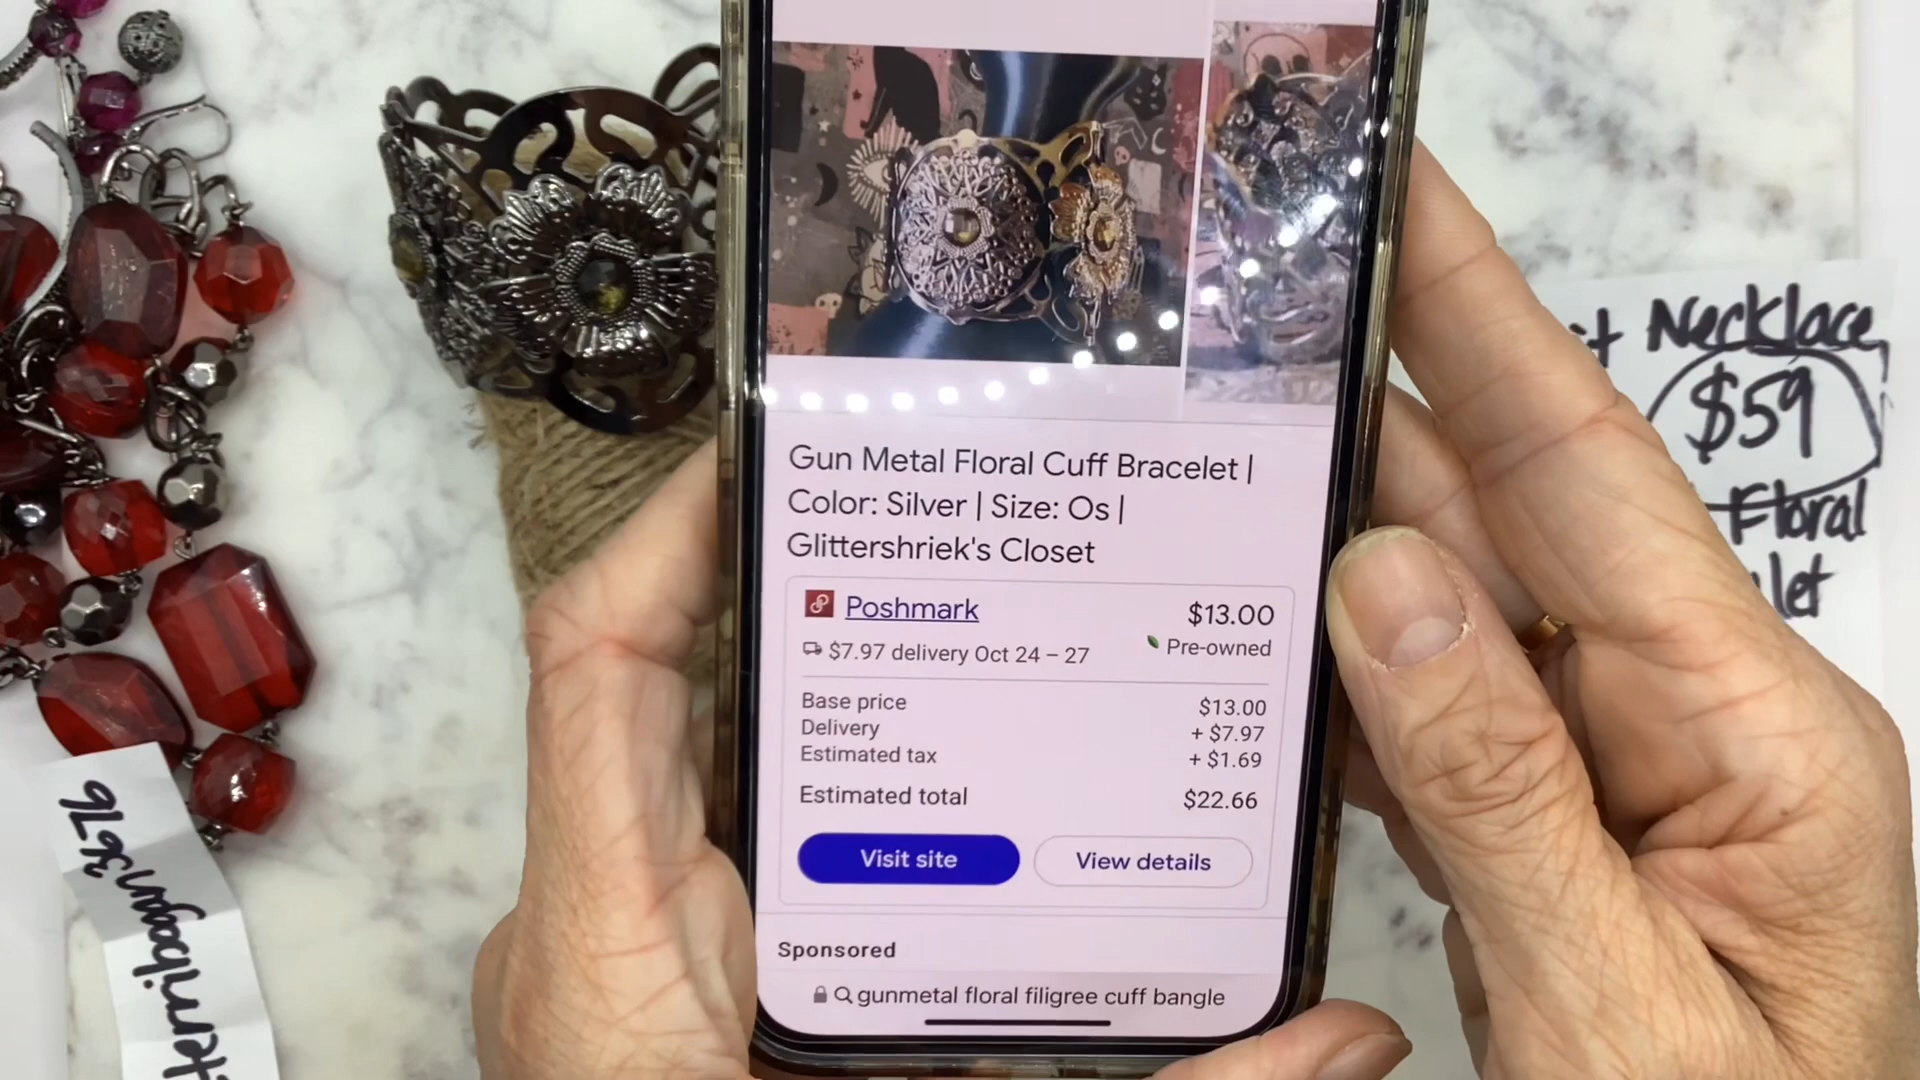 Gun Metal Floral Cuff Bracelet |
Color: Silver | Size: Os |
Glittershriek's Closet
Poshmark
$13.00
$7.97 delivery Oct 24 – 27
Pre-owned
Base price
$13.00
Delivery
+ $7.97
Estimated tax
+ $1.69
Estimated total
$22.66
Visit site
View details
Sponsored
gunmetal floral filigree cuff bangle
Necklace
$59
Floral